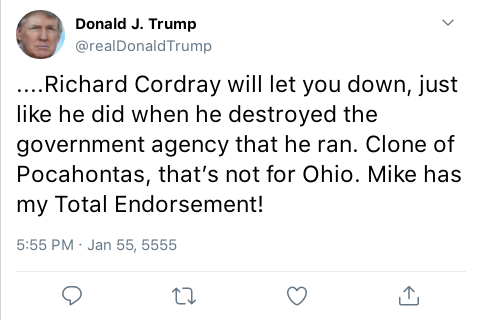 Donald J. Trump
@realDonaldTrump
....Richard Cordray will let you down, just
like he did when he destroyed the
government agency that he ran. Clone of
Pocahontas, that’s not for Ohio. Mike has
my Total Endorsement!
5:55 PM · Jan 55, 5555